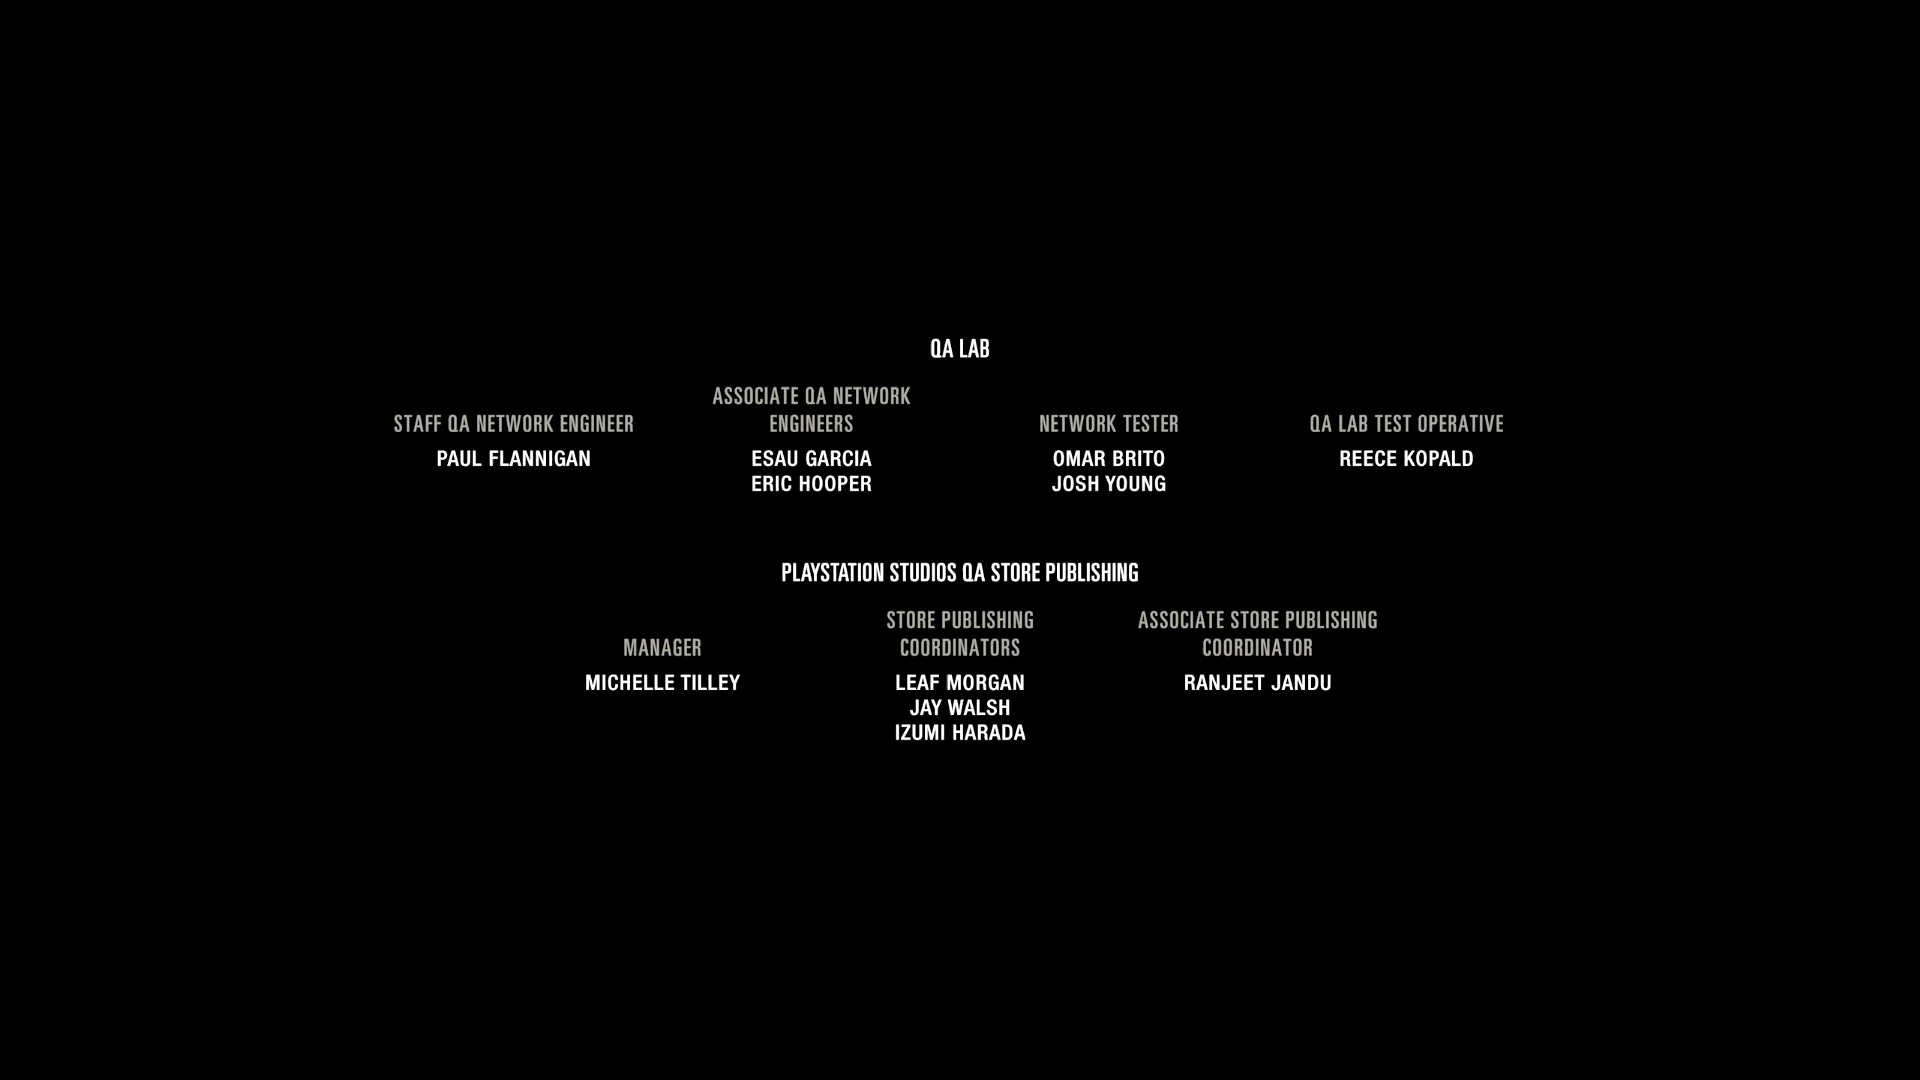 QA LAB
STAFF QA NETWORK ENGINEER
PAUL FLANNIGAN
ASSOCIATE QA NETWORK
ENGINEERS
ESAU GARCIA
ERIC HOOPER
NETWORK TESTER
OMAR BRITO
JOSH YOUNG
QA LAB TEST OPERATIVE
REECE KOPALD
PLAYSTATION STUDIOS QA STORE PUBLISHING
MANAGER
MICHELLE TILLEY
STORE PUBLISHING
COORDINATORS
LEAF MORGAN
JAY WALSH
IZUMI HARADA
ASSOCIATE STORE PUBLISHING
COORDINATOR
RANJEET JANDU